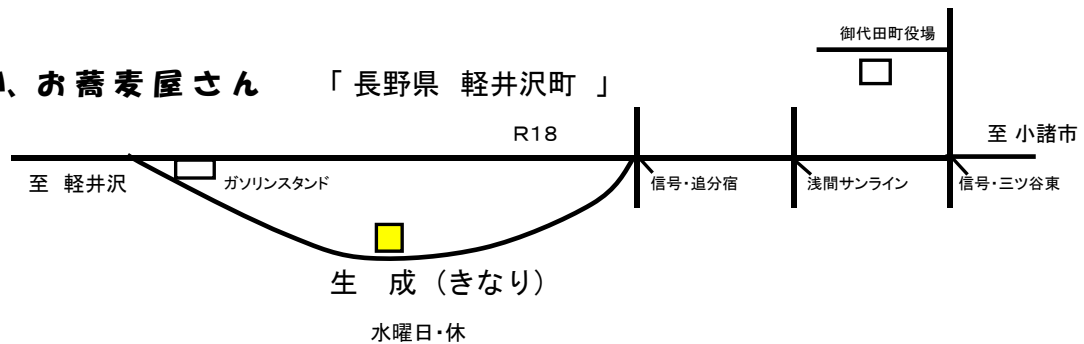 御代田町役場
、お蕎麦屋さん 「 長野県 軽井沢町 」
R18
至 小諸市
至 軽井沢
ガソリンスタンド
信号・追分宿
浅間サンライン
信号・三ツ谷東
生 成 （きなり）
水曜日・休